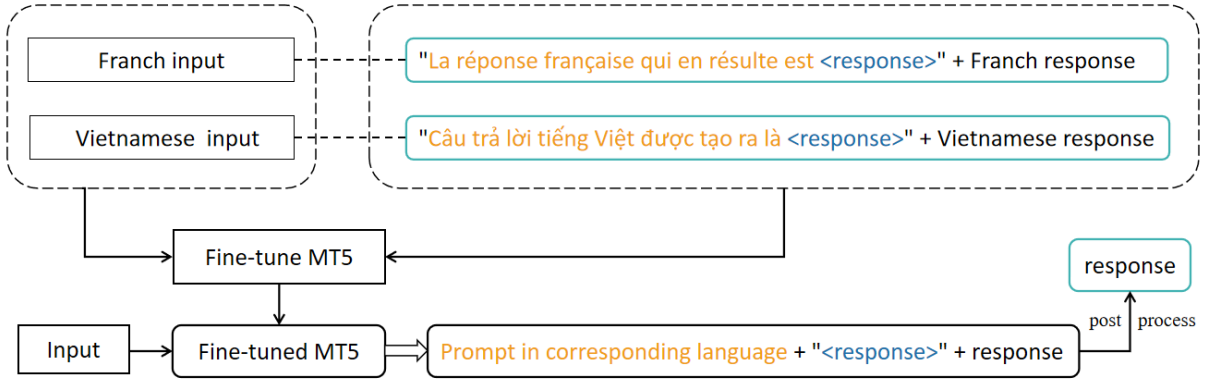 Franch input
"La réponse française qui en résulte est <response>" + Franch response
Vietnamese input
"Câu trả lời tiếng Việt được tạo ra là <response>" + Vietnamese response
Fine-tune MT5
response
post process
Input
Fine-tuned MT5
Prompt in corresponding language + "<response>" + response